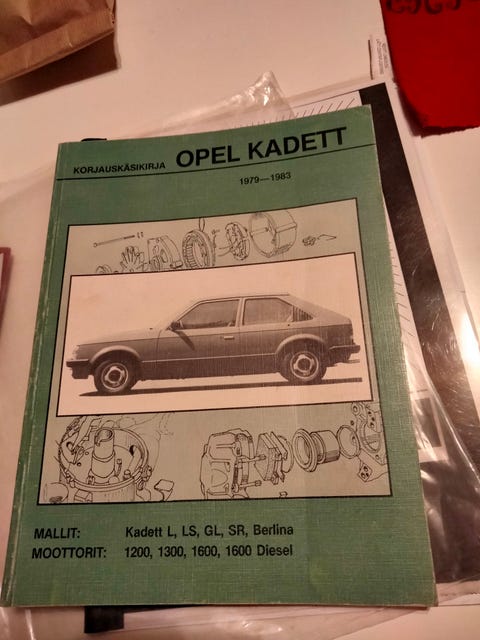 KORJAUSKÄSIKIRJA OPEL KADETT
1979—1983
MALLIT: Kadett L, LS, GL, SR, Berlina
MOOTTORIT: 1200, 1300, 1600, 1600 Diesel